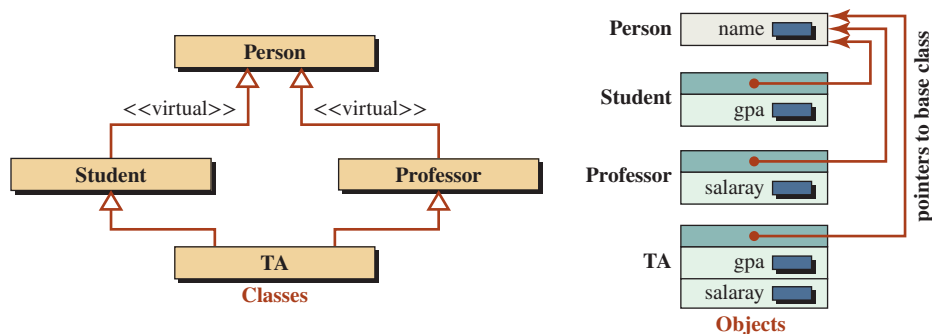 Person
<<virtual>> <<virtual>>
Student
Professor
TA
Classes
Person
name
Student
gpa
Professor
salaray
TA
gpa
salaray
Objects
pointers to base class